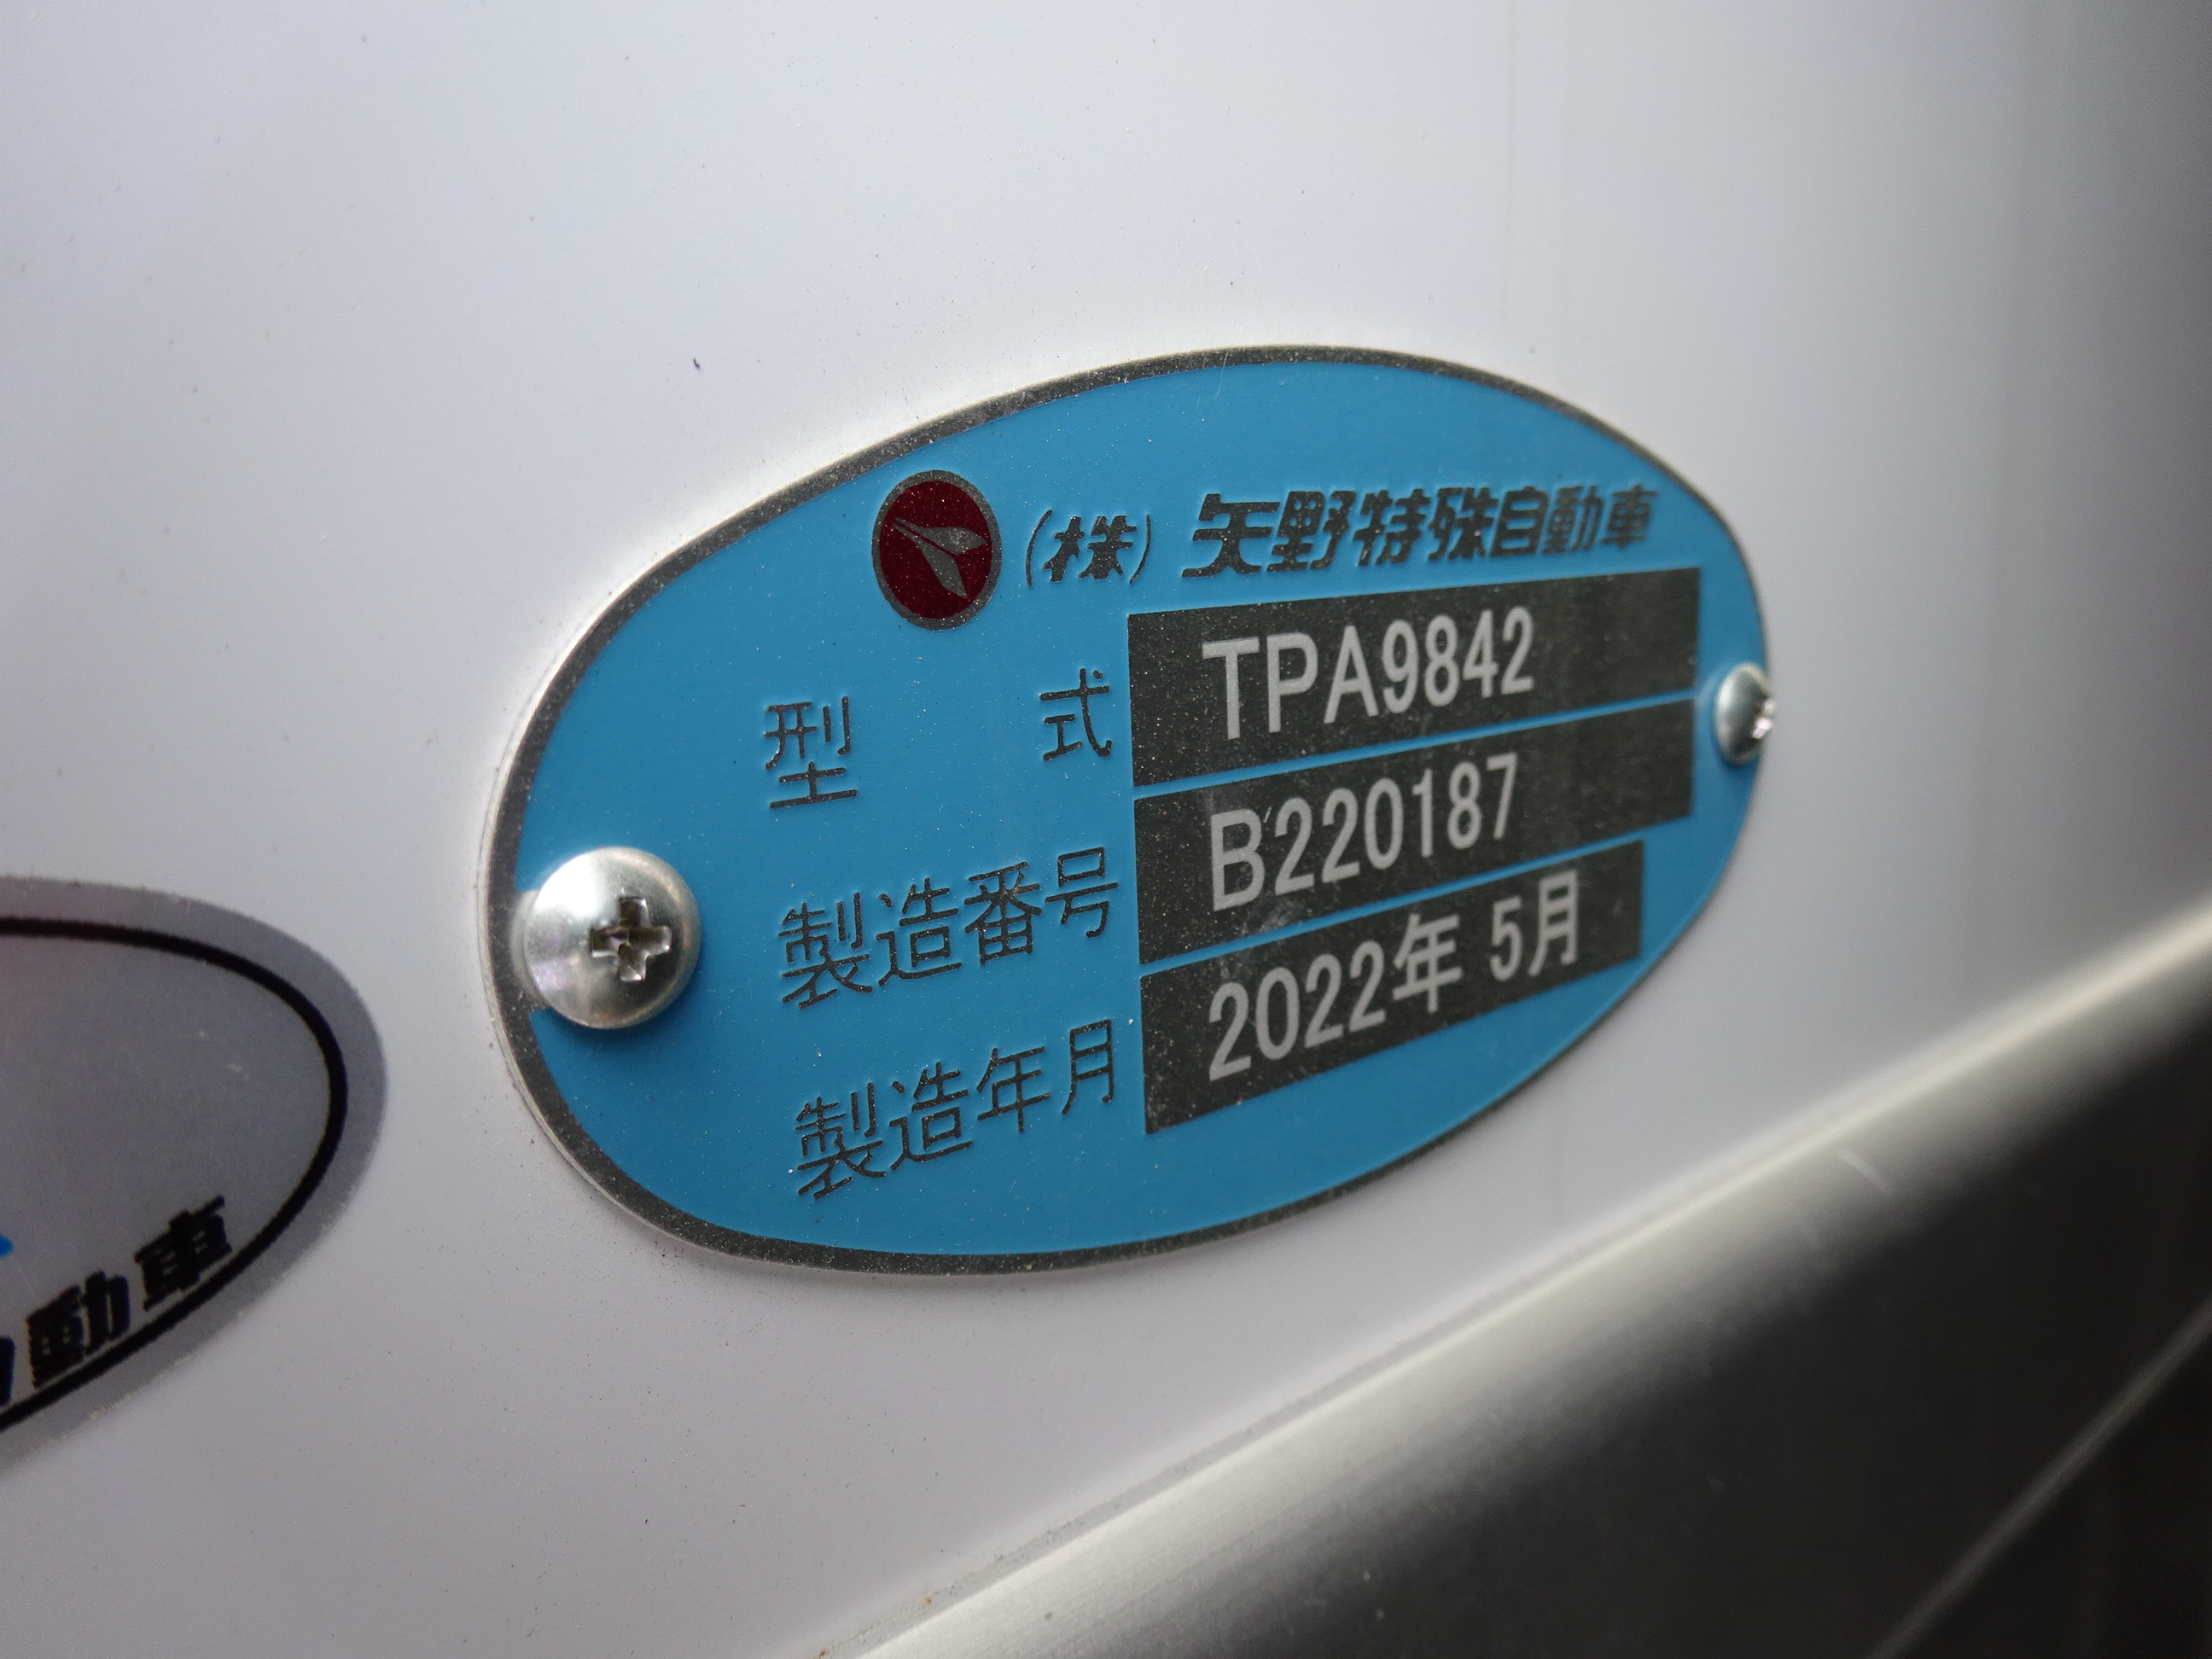 (株) 矢野特殊自動車
型 式 TPA9842
製造番号 B220187
製造年月 2022年 5月
動車